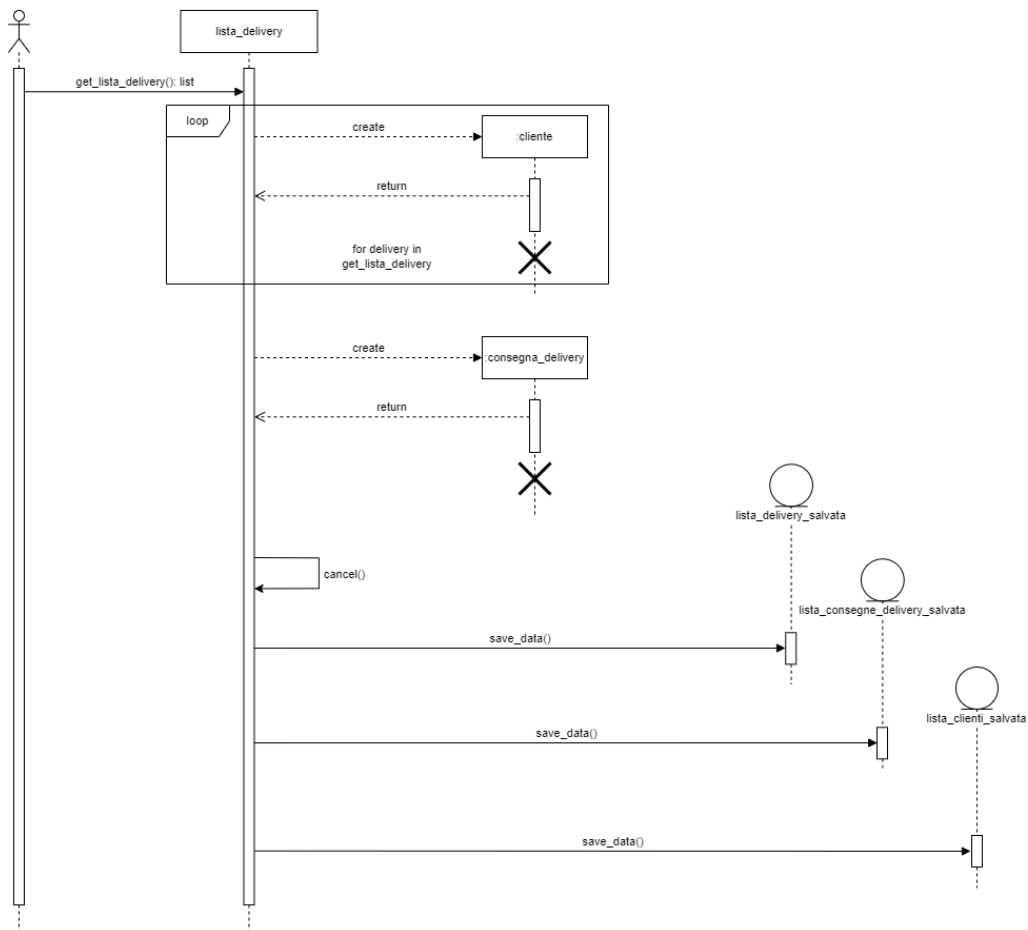 lista_delivery
get_lista_delivery(): list
loop
create
:cliente
return
for delivery in
get_lista_delivery
create
:consegna_delivery
return
lista_delivery_salvata
cancel()
lista_consegne_delivery_salvata
save_data()
lista_clienti_salvata
save_data()
save_data()